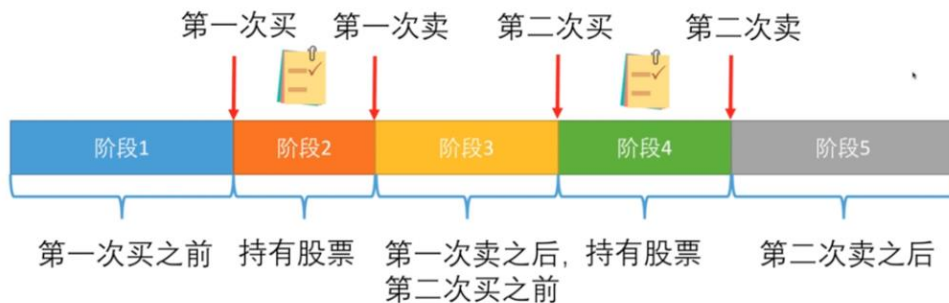 第一次买 第一次卖 第二次买 第二次卖
阶段1 阶段2 阶段3 阶段4 阶段5
第一次买之前 持有股票 第一次卖之后, 持有股票 第二次卖之后
第二次买之前